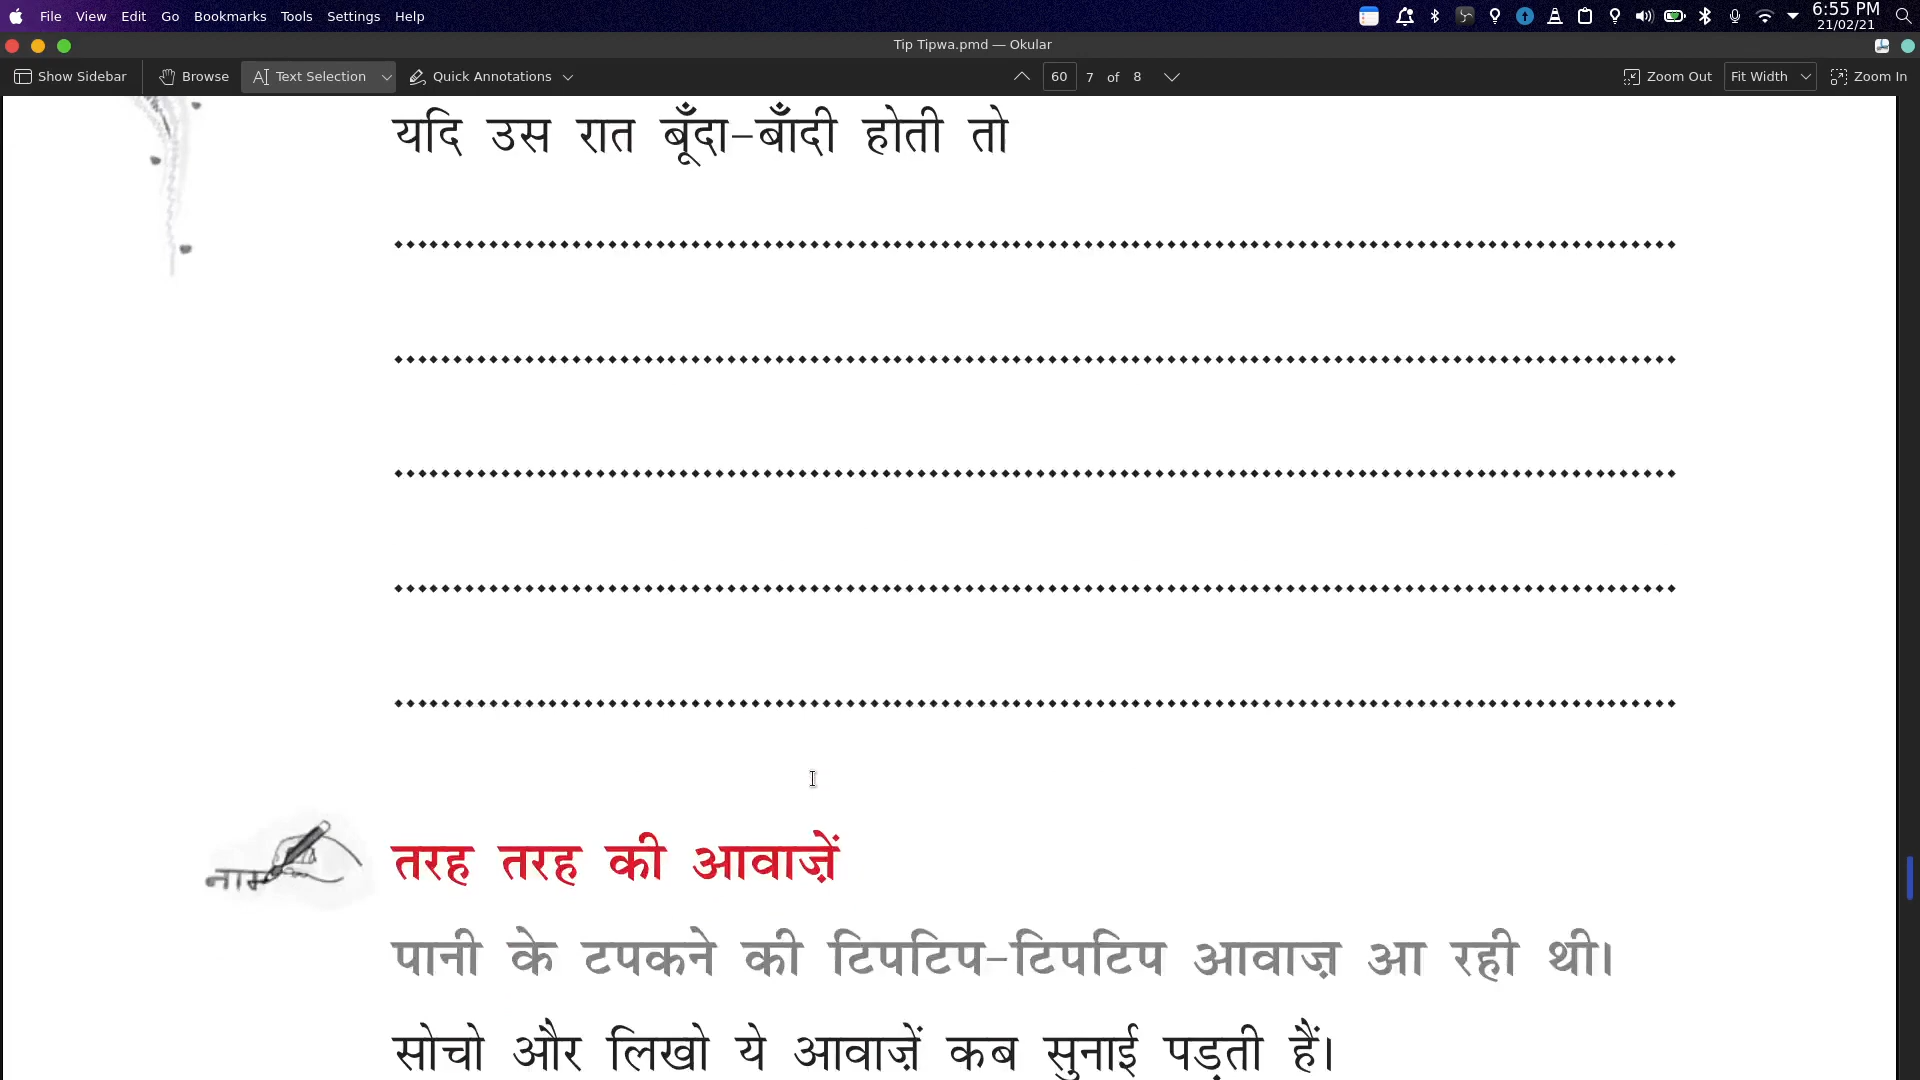 File View Edit Go Bookmarks Tools Settings Help 6:55 PM
21/02/21
Tip Tipwa.pmd — Okular
Show Sidebar Browse Text Selection Quick Annotations 60 7 of 8 Zoom Out Fit Width Zoom In
यदि उस रात बूँदा-बाँदी होती तो
नाम
तरह तरह की आवाज़ें
पानी के टपकने की टिपटिप-टिपटिप आवाज़ आ रही थी।
सोचो और लिखो ये आवाज़ें कब सुनाई पड़ती हैं।